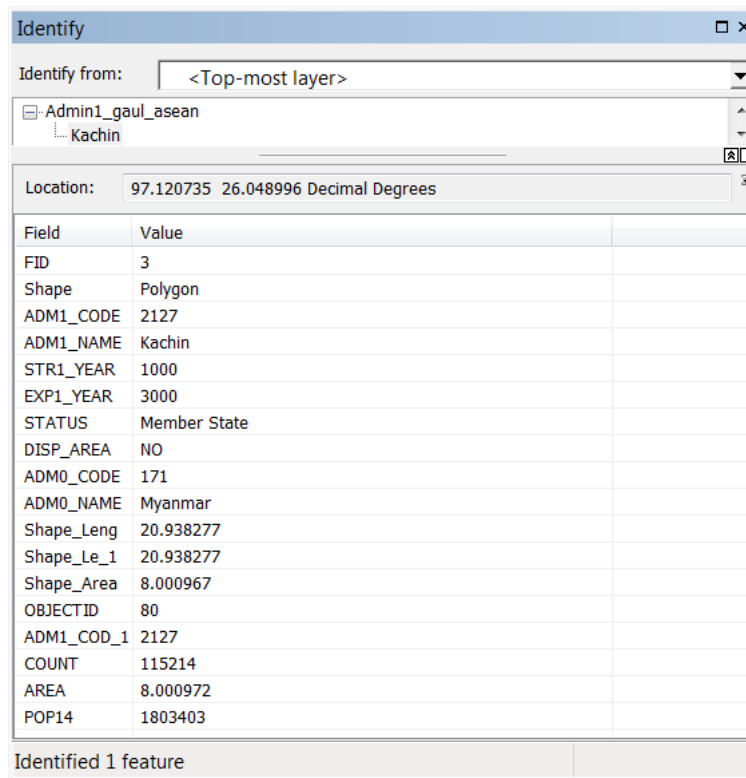 Identify
Identify from: <Top-most layer>
Admin1_gaul_asean
Kachin
Location: 97.120735 26.048996 Decimal Degrees
Field Value
FID 3
Shape Polygon
ADM1_CODE 2127
ADM1_NAME Kachin
STR1_YEAR 1000
EXP1_YEAR 3000
STATUS Member State
DISP_AREA NO
ADM0_CODE 171
ADM0_NAME Myanmar
Shape_Leng 20.938277
Shape_Le_1 20.938277
Shape_Area 8.000967
OBJECTID 80
ADM1_COD_1 2127
COUNT 115214
AREA 8.000972
POP14 1803403
Identified 1 feature